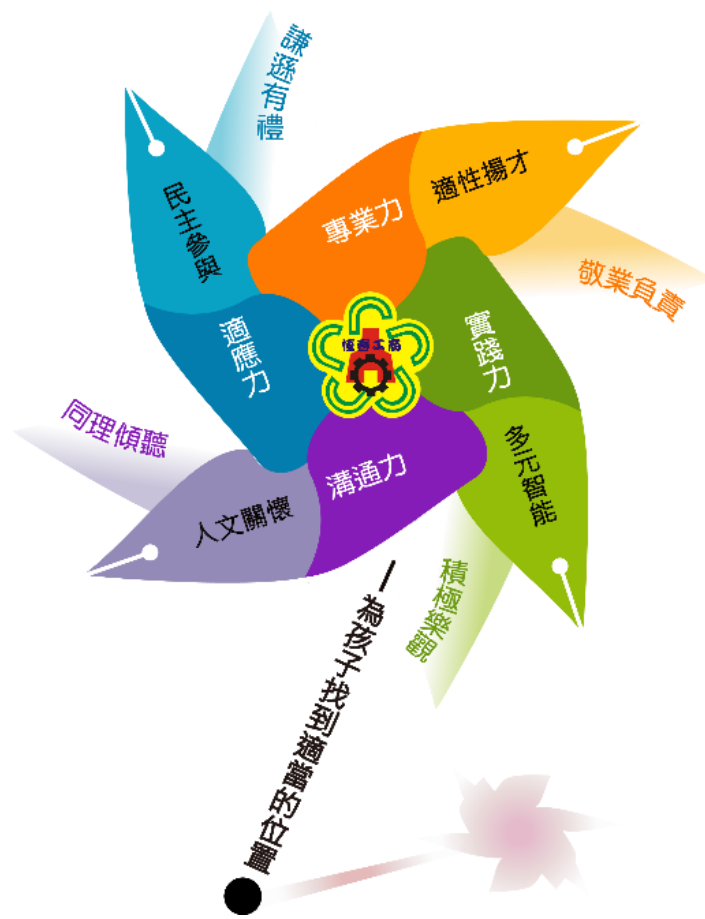 謙遜有禮
民主參與
適性揚才
專業力
敬業負責
適應力
實踐力
同理傾聽
溝通力
多元智能
人文關懷
積極樂觀
—為孩子找到適當的位置